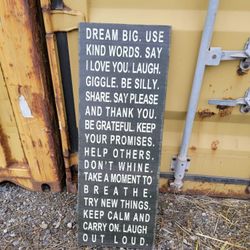 DREAM BIG. USE
KIND WORDS. SAY
I LOVE YOU. LAUGH.
GIGGLE. BE SILLY.
SHARE. SAY PLEASE
AND THANK YOU.
BE GRATEFUL. KEEP
YOUR PROMISES.
HELP OTHERS.
DON'T WHINE.
TAKE A MOMENT TO
BREATHE.
TRY NEW THINGS.
KEEP CALM AND
CARRY ON. LAUGH
OUT LOUD.